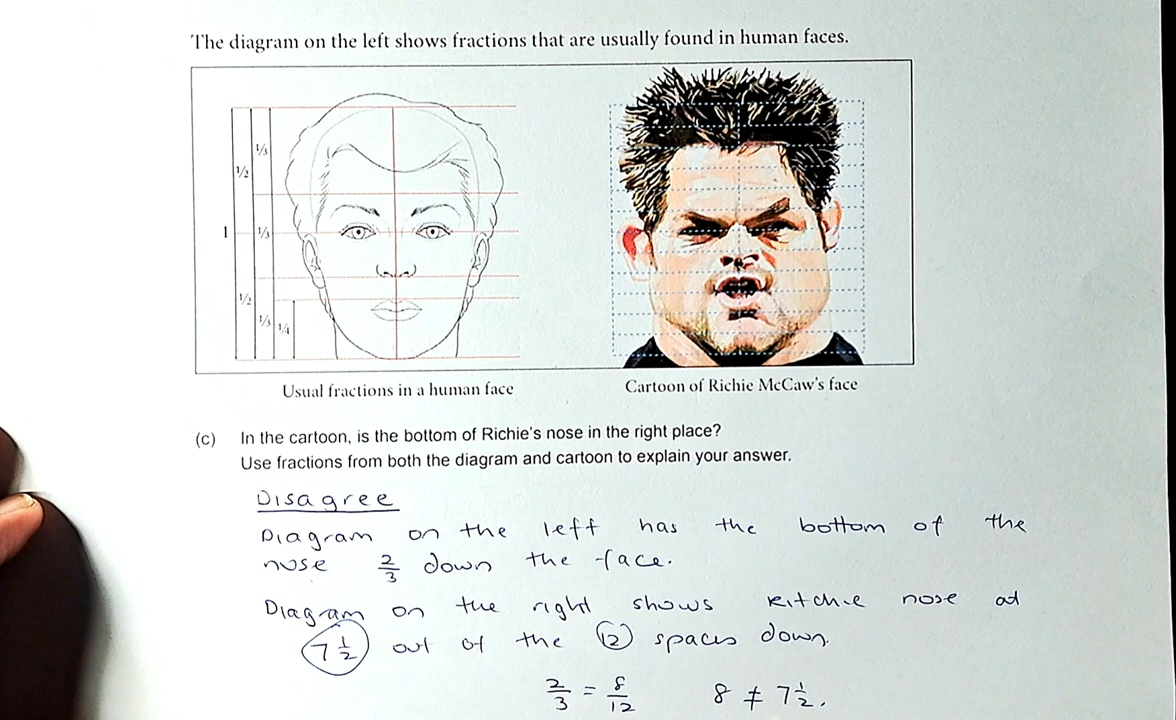 The diagram on the left shows fractions that are usually found in human faces.
1/3
1/2
1
1/3
1/2
1/3
1/4
Usual fractions in a human face
Cartoon of Richie McCaw's face
(c) In the cartoon, is the bottom of Richie's nose in the right place?
Use fractions from both the diagram and cartoon to explain your answer.
Disagree
Diagram on the left has the bottom of the
nose 2/3 down the face.
Diagram on the right shows Ritchie nose at
7 1/2 out of the 12 spaces down.
2/3 = 8/12 8 ≠ 7 1/2.